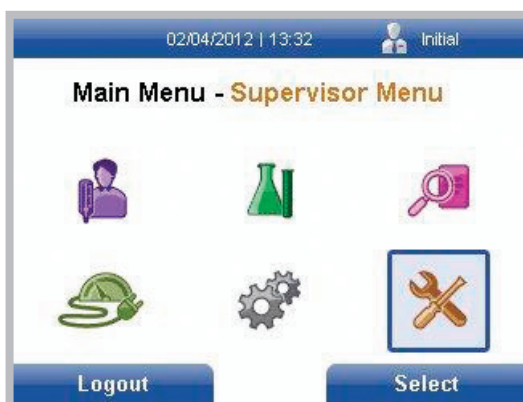 02/04/2012 | 13:32 Initial
Main Menu - Supervisor Menu
Logout Select